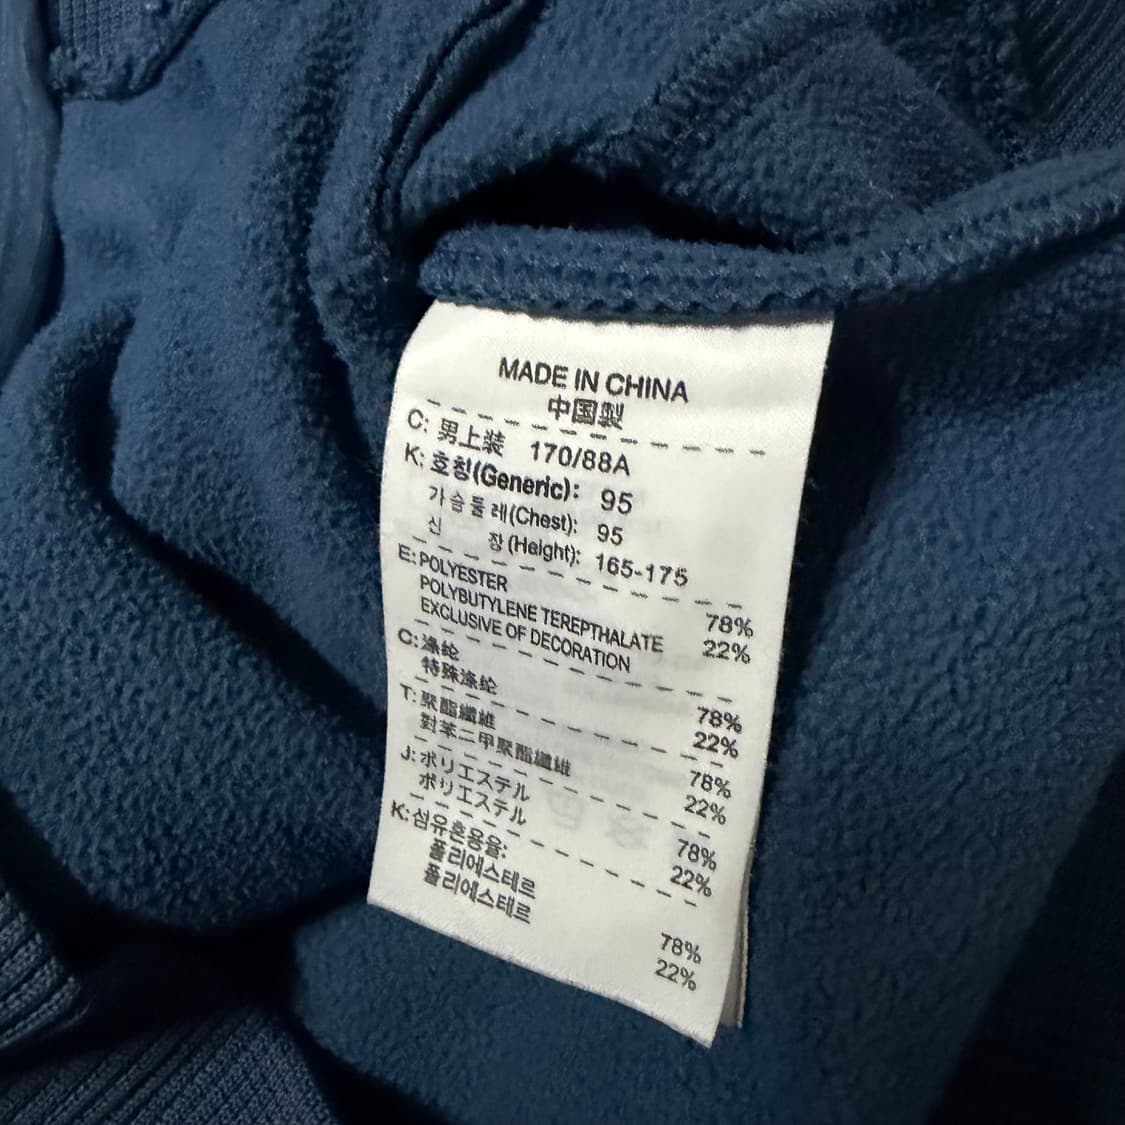 MADE IN CHINA
中国製
C: 男上装 170/88A
K: 호칭(Generic): 95
가슴둘레(Chest): 95
신 장(Height): 165-175
E: POLYESTER 78%
POLYBUTYLENE TEREPTHALATE 22%
EXCLUSIVE OF DECORATION
C: 涤纶 78%
特殊涤纶 22%
T: 聚酯纖維 78%
對苯二甲聚酯纖維 22%
J: ポリエステル 78%
ポリエステル 22%
K: 섬유혼용율:
폴리에스테르 78%
폴리에스테르 22%